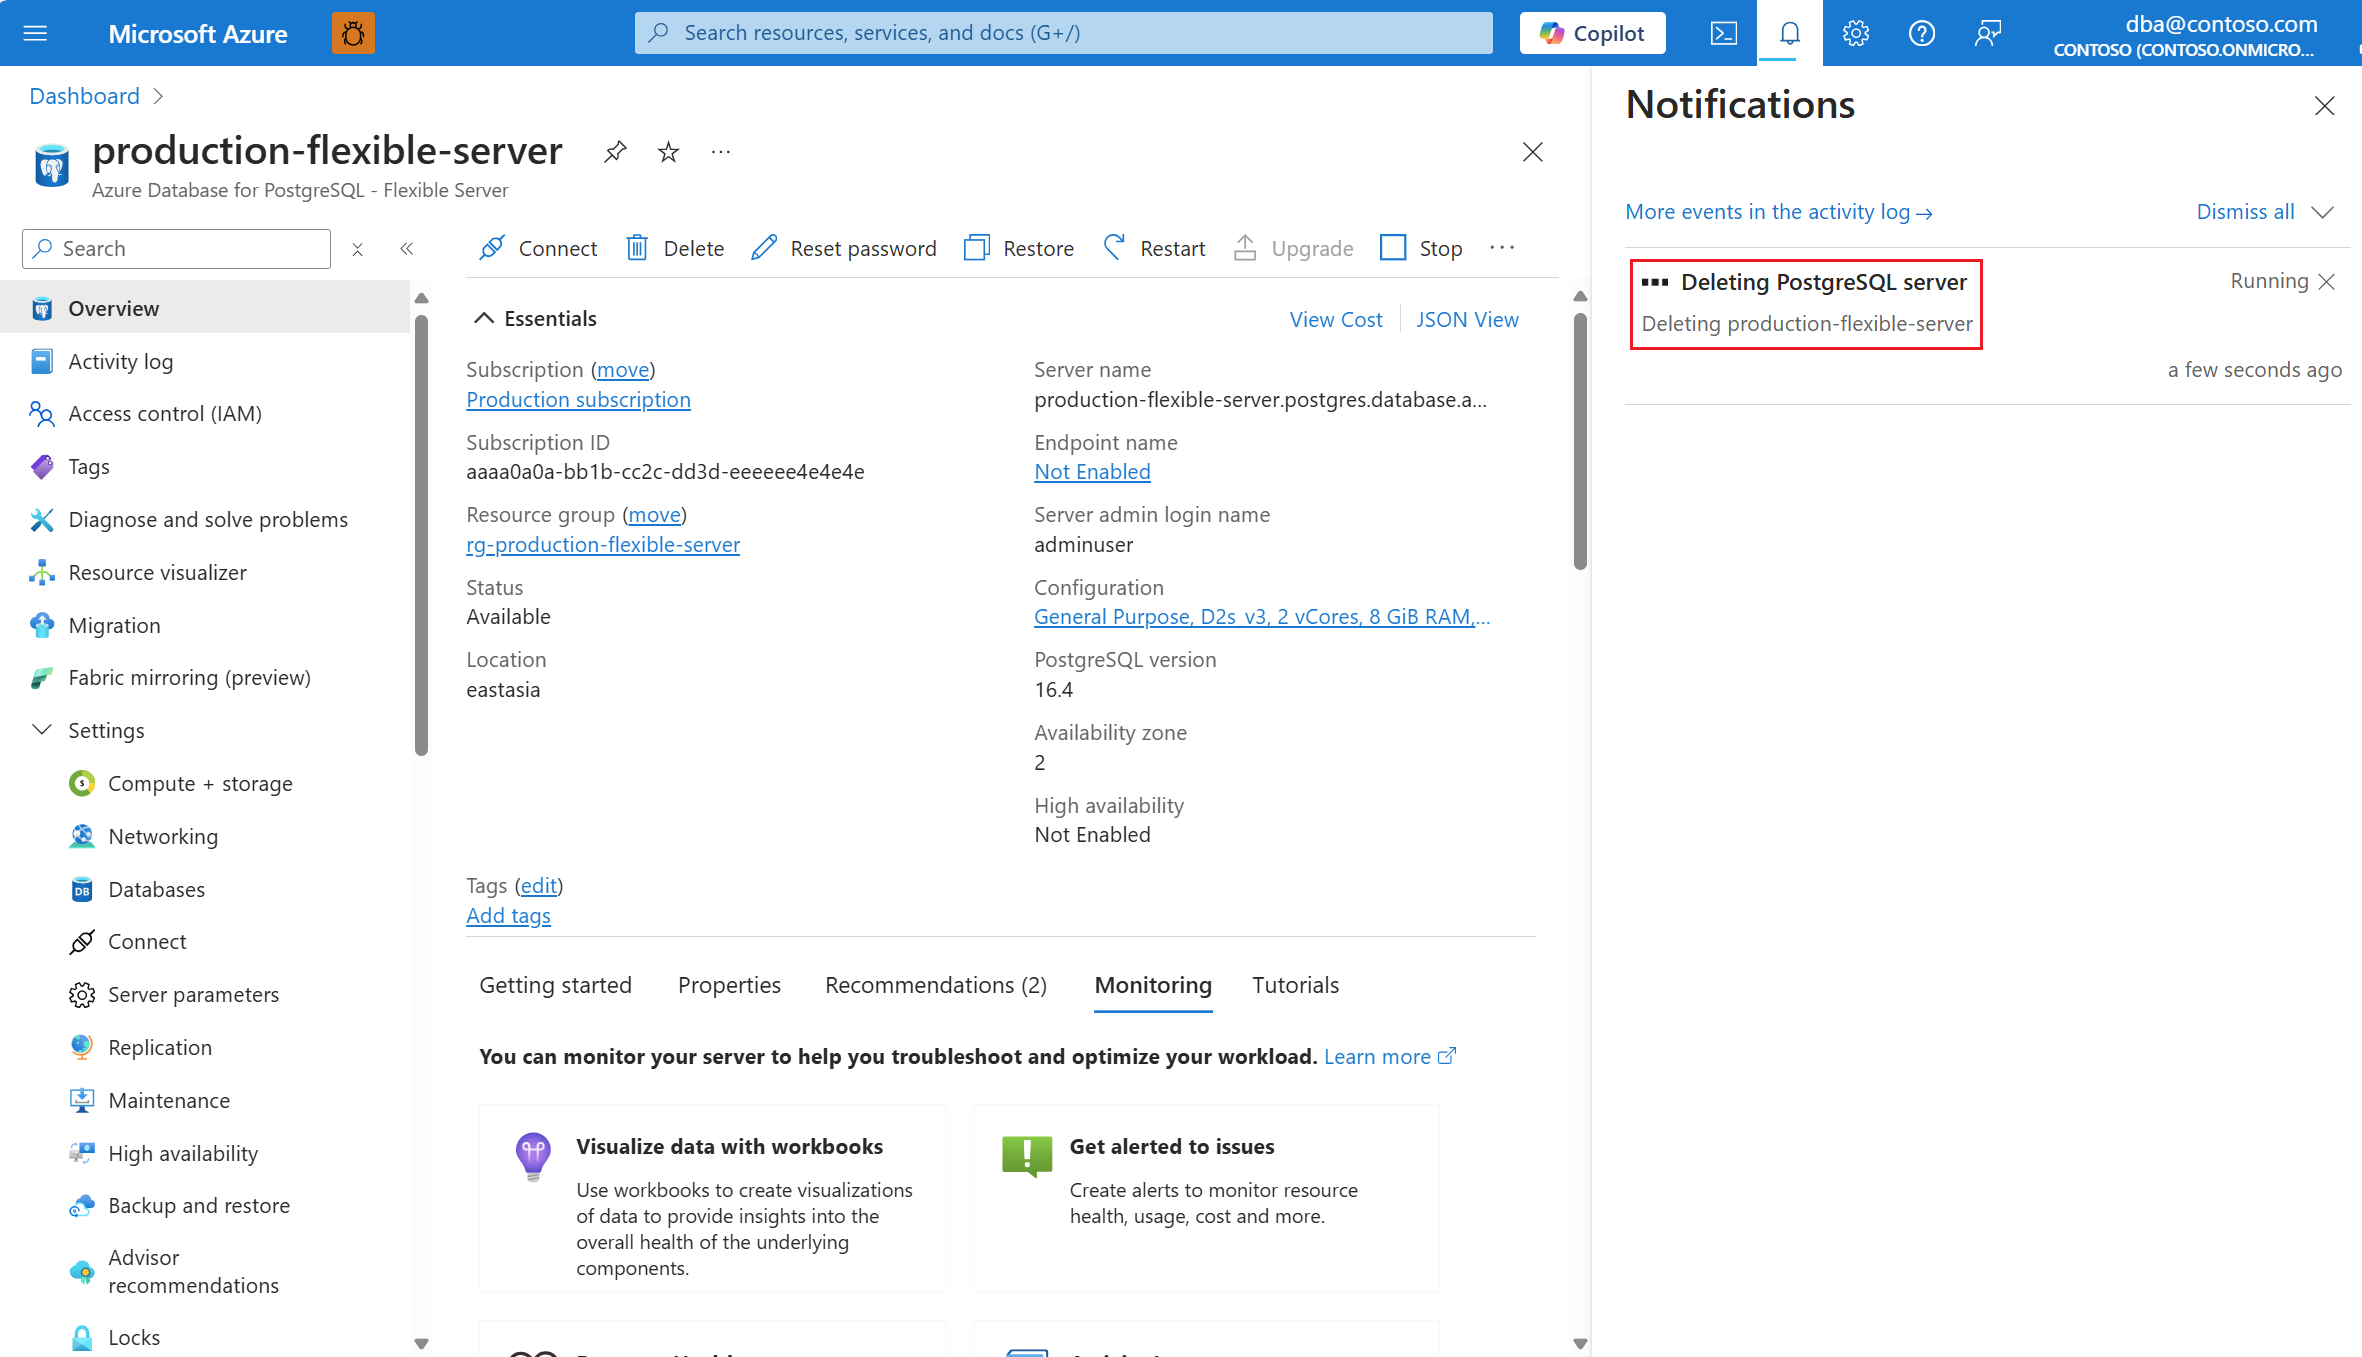 Microsoft Azure
Search resources, services, and docs (G+/)
Copilot
dba@contoso.com
CONTOSO (CONTOSO.ONMICRO...
Dashboard
production-flexible-server
Azure Database for PostgreSQL - Flexible Server
Search
Overview
Activity log
Access control (IAM)
Tags
Diagnose and solve problems
Resource visualizer
Migration
Fabric mirroring (preview)
Settings
Compute + storage
Networking
Databases
Connect
Server parameters
Replication
Maintenance
High availability
Backup and restore
Advisor
recommendations
Locks
Connect Delete Reset password Restore Restart Upgrade Stop ...
Essentials
View Cost JSON View
Subscription (move)
Production subscription
Subscription ID
aaaa0a0a-bb1b-cc2c-dd3d-eeeeee4e4e4e
Resource group (move)
rg-production-flexible-server
Status
Available
Location
eastasia
Server name
production-flexible-server.postgres.database.a...
Endpoint name
Not Enabled
Server admin login name
adminuser
Configuration
General Purpose, D2s_v3, 2 vCores, 8 GiB RAM,...
PostgreSQL version
16.4
Availability zone
2
High availability
Not Enabled
Tags (edit)
Add tags
Getting started Properties Recommendations (2) Monitoring Tutorials
You can monitor your server to help you troubleshoot and optimize your workload. Learn more
Visualize data with workbooks
Use workbooks to create visualizations
of data to provide insights into the
overall health of the underlying
components.
Get alerted to issues
Create alerts to monitor resource
health, usage, cost and more.
Notifications
More events in the activity log→
Dismiss all
Deleting PostgreSQL server
Running
Deleting production-flexible-server
a few seconds ago